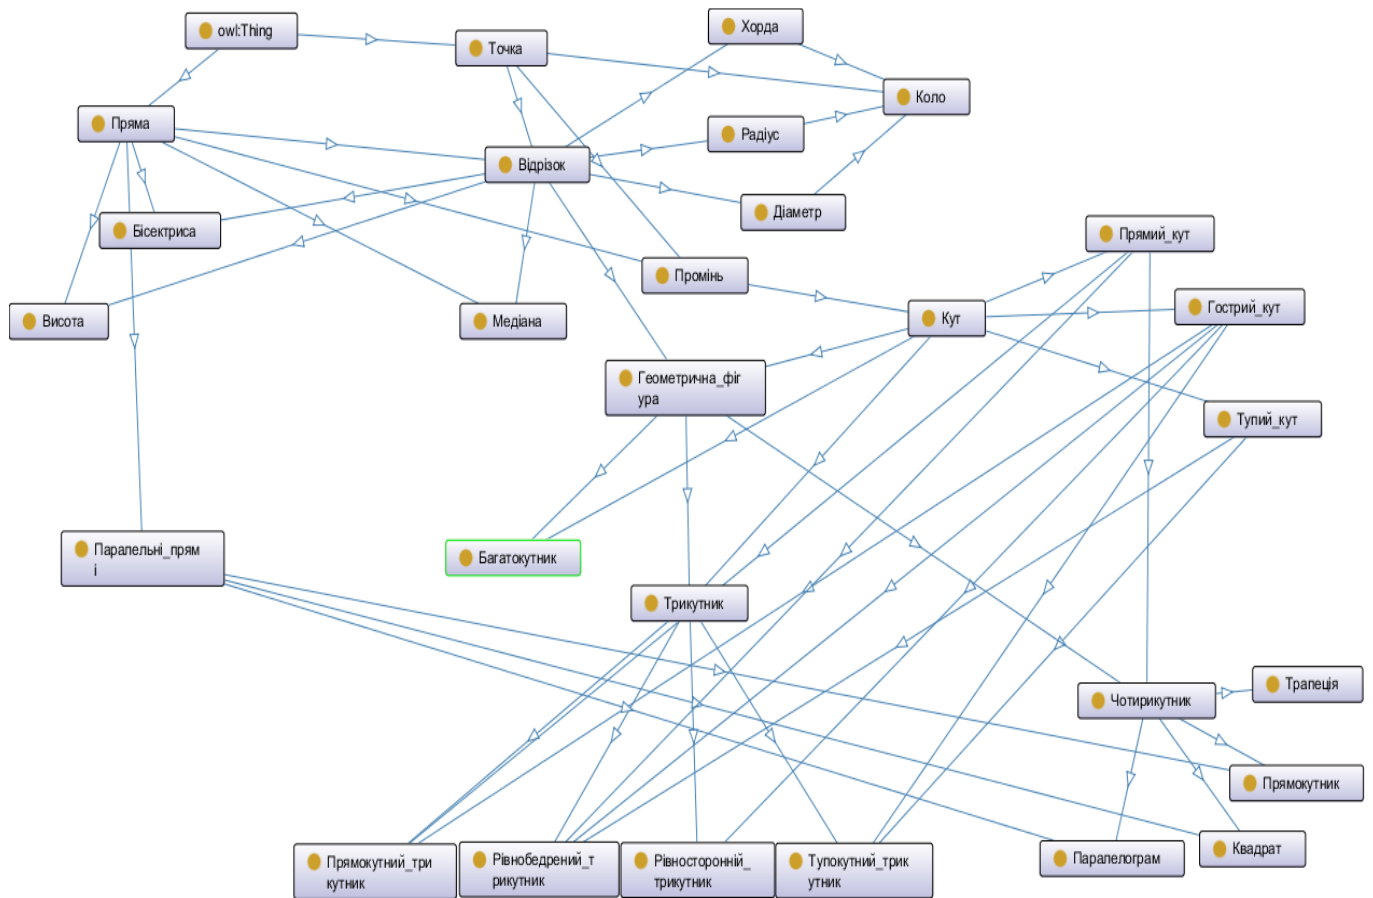 owl:Thing
Точка
Хорда
Коло
Пряма
Радіус
Відрізок
Діаметр
Бісектриса
Прямий_кут
Промінь
Висота
Медіана
Кут
Гострий_кут
Геометрична_фіг
ура
Тупий_кут
Паралельні_прям
і
Багатокутник
Трикутник
Чотирикутник
Трапеція
Прямокутник
Прямокутний_три
кутник
Рівнобедрений_т
рикутник
Рівносторонній_
трикутник
Тупокутний_трик
утник
Паралелограм
Квадрат